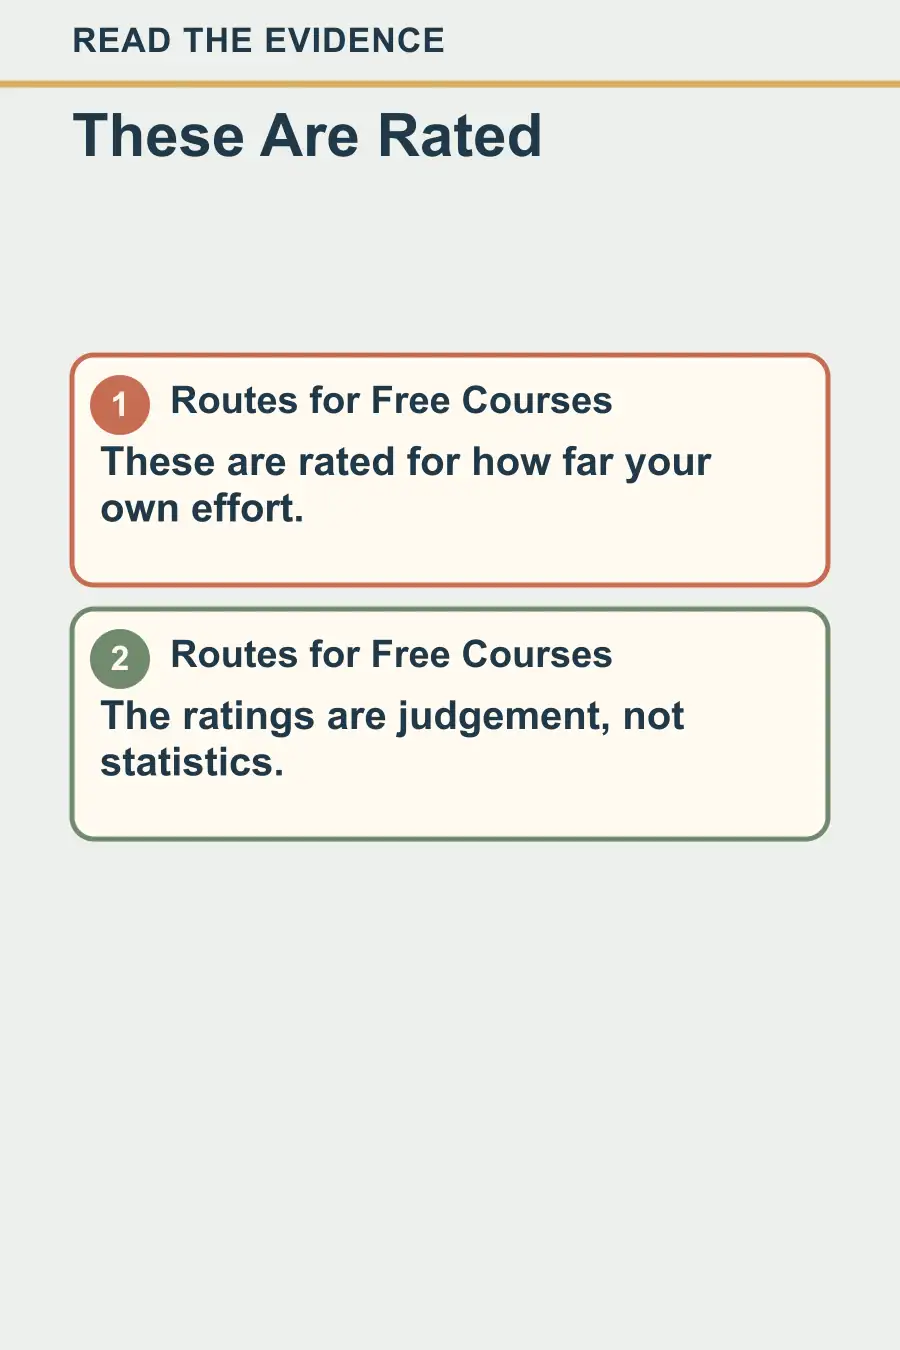 READ THE EVIDENCE
These Are Rated
1 Routes for Free Courses
These are rated for how far your
own effort.
2 Routes for Free Courses
The ratings are judgement, not
statistics.